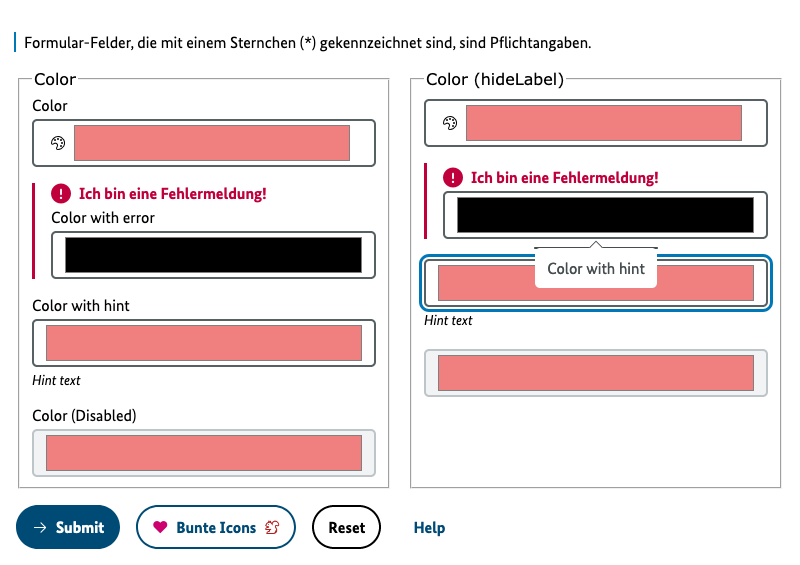 Formular-Felder, die mit einem Sternchen (*) gekennzeichnet sind, sind Pflichtangaben.
Color
Color
Ich bin eine Fehlermeldung!
Color with error
Color with hint
Hint text
Color (Disabled)
Color (hideLabel)
Ich bin eine Fehlermeldung!
Color with hint
Hint text
Submit
Bunte Icons
Reset
Help